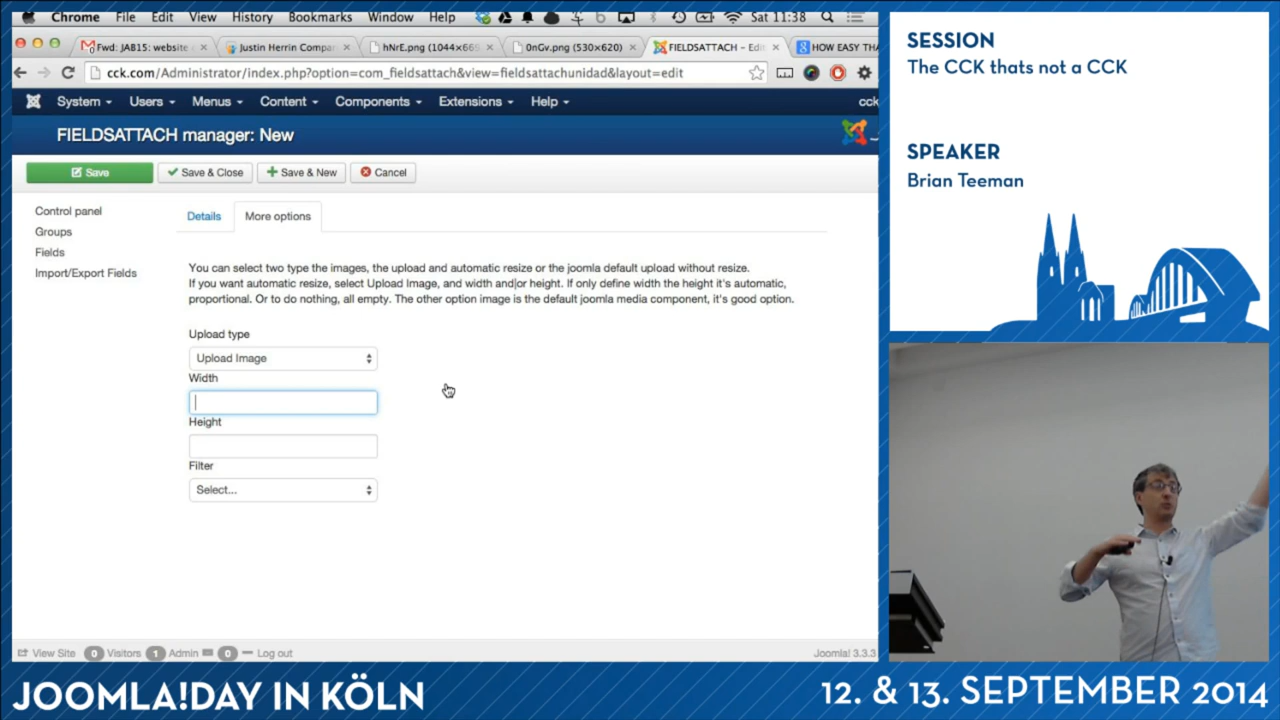 Chrome File Edit View History Bookmarks Window Help Sat 11:38
Fwd: JAB15: website
Justin Herrin Compa
hNrE.png (1044×66
0nGv.png (530×620)
FIELDSATTACH – Edi
HOW EASY THA
cck.com/Administrator/index.php?option=com_fieldsattach&view=fieldsattachunidad&layout=edit
System Users Menus Content Components Extensions Help cck
FIELDSATTACH manager: New
Save Save & Close Save & New Cancel
Control panel
Groups
Fields
Import/Export Fields
Details More options
You can select two type the images, the upload and automatic resize or the joomla default upload without resize.
If you want automatic resize, select Upload Image, and width and|or height. If only define width the height it's automatic,
proportional. Or to do nothing, all empty. The other option image is the default joomla media component, it's good option.
Upload type
Upload Image
Width
Height
Filter
Select...
View Site 0 Visitors 1 Admin 0 Log out Joomla! 3.3.3
SESSION
The CCK thats not a CCK
SPEAKER
Brian Teeman
JOOMLA!DAY IN KÖLN
12. & 13. SEPTEMBER 2014